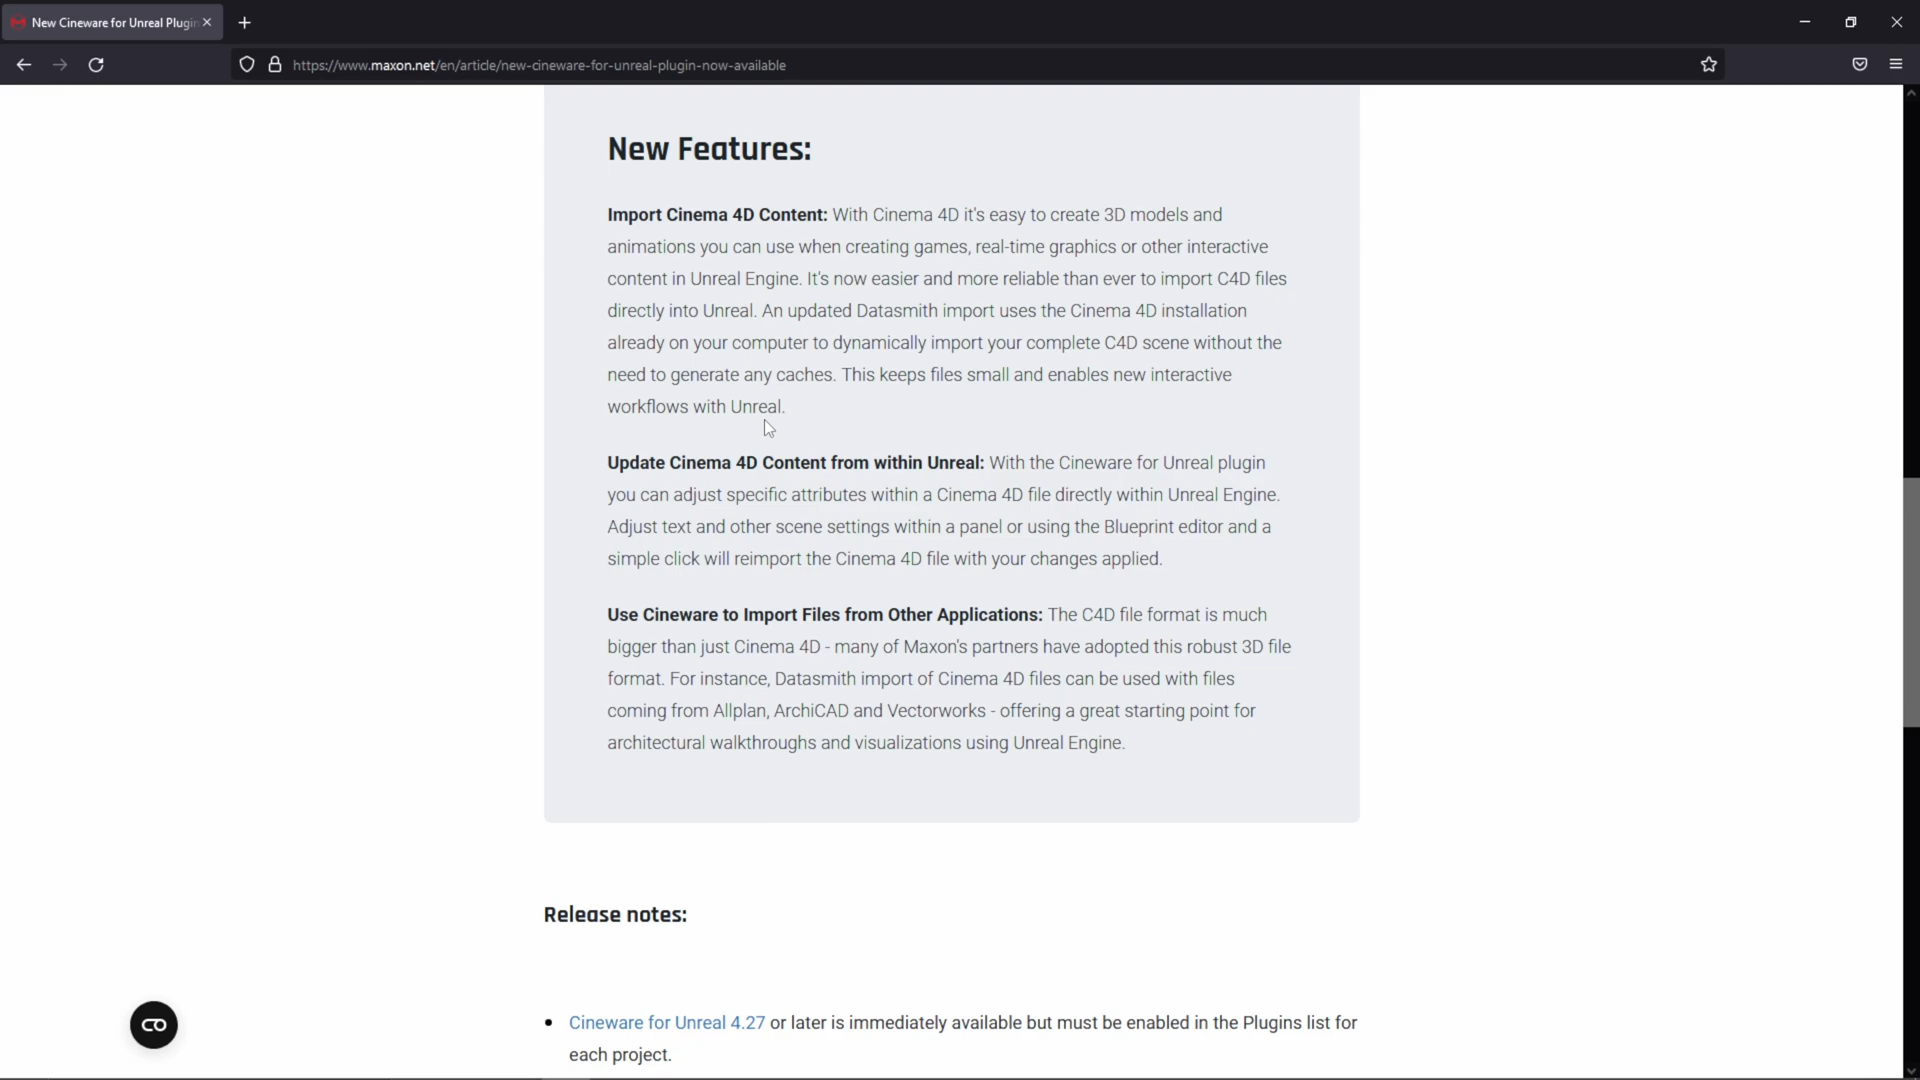 New Cineware for Unreal Plugin
https://www.maxon.net/en/article/new-cineware-for-unreal-plugin-now-available
New Features:
Import Cinema 4D Content: With Cinema 4D it's easy to create 3D models and
animations you can use when creating games, real-time graphics or other interactive
content in Unreal Engine. It's now easier and more reliable than ever to import C4D files
directly into Unreal. An updated Datasmith import uses the Cinema 4D installation
already on your computer to dynamically import your complete C4D scene without the
need to generate any caches. This keeps files small and enables new interactive
workflows with Unreal.
Update Cinema 4D Content from within Unreal: With the Cineware for Unreal plugin
you can adjust specific attributes within a Cinema 4D file directly within Unreal Engine.
Adjust text and other scene settings within a panel or using the Blueprint editor and a
simple click will reimport the Cinema 4D file with your changes applied.
Use Cineware to Import Files from Other Applications: The C4D file format is much
bigger than just Cinema 4D - many of Maxon's partners have adopted this robust 3D file
format. For instance, Datasmith import of Cinema 4D files can be used with files
coming from Allplan, ArchiCAD and Vectorworks - offering a great starting point for
architectural walkthroughs and visualizations using Unreal Engine.
Release notes:
• Cineware for Unreal 4.27 or later is immediately available but must be enabled in the Plugins list for
each project.